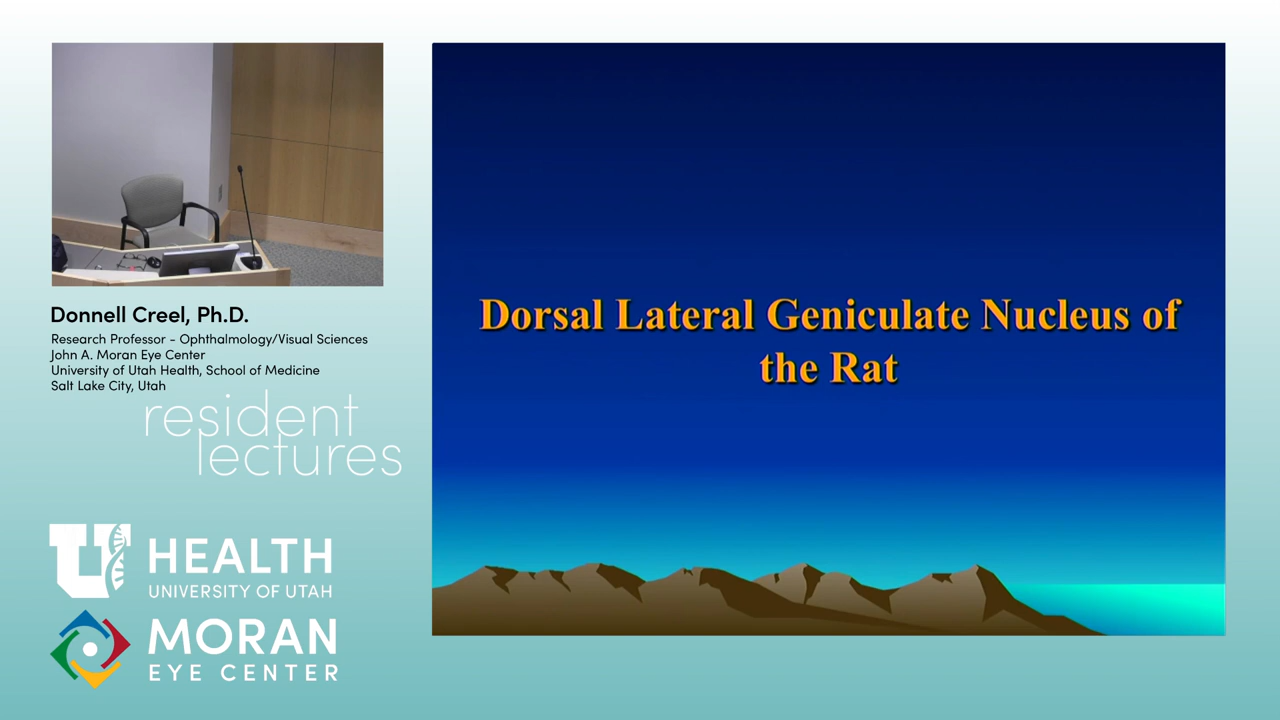 Dorsal Lateral Geniculate Nucleus of
the Rat
Donnell Creel, Ph.D.
Research Professor - Ophthalmology/Visual Sciences
John A. Moran Eye Center
University of Utah Health, School of Medicine
Salt Lake City, Utah
resident
lectures
U HEALTH
UNIVERSITY OF UTAH
MORAN
EYE CENTER